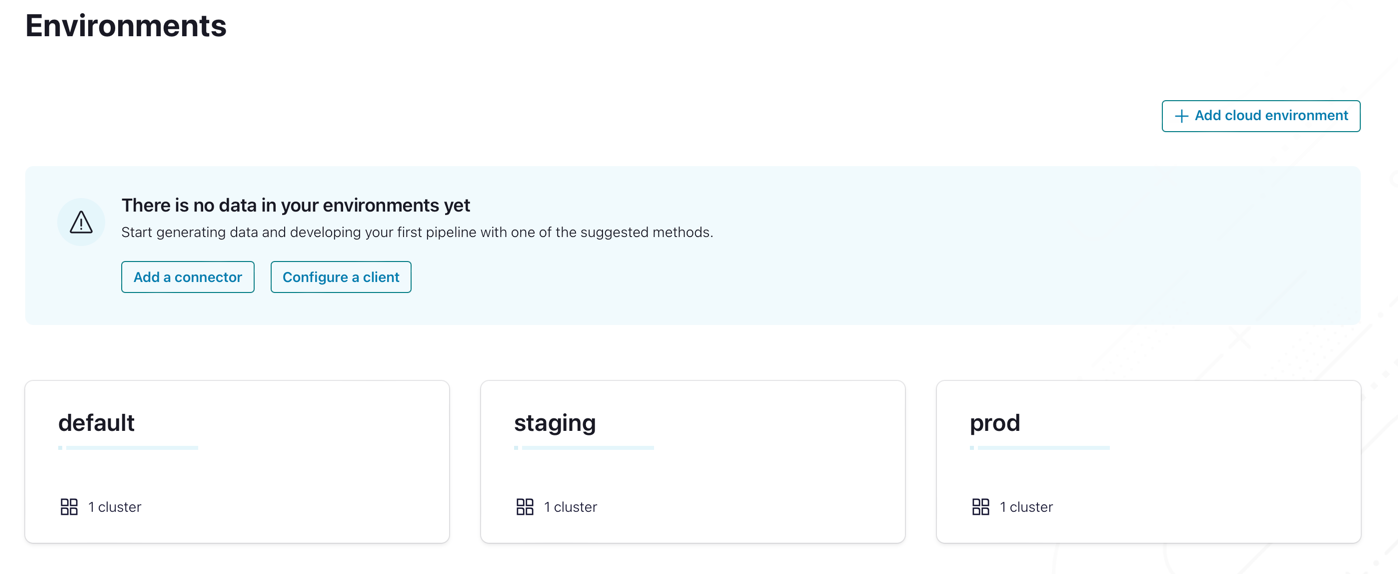 Environments
+ Add cloud environment
There is no data in your environments yet
Start generating data and developing your first pipeline with one of the suggested methods.
Add a connector Configure a client
default staging prod
1 cluster 1 cluster 1 cluster